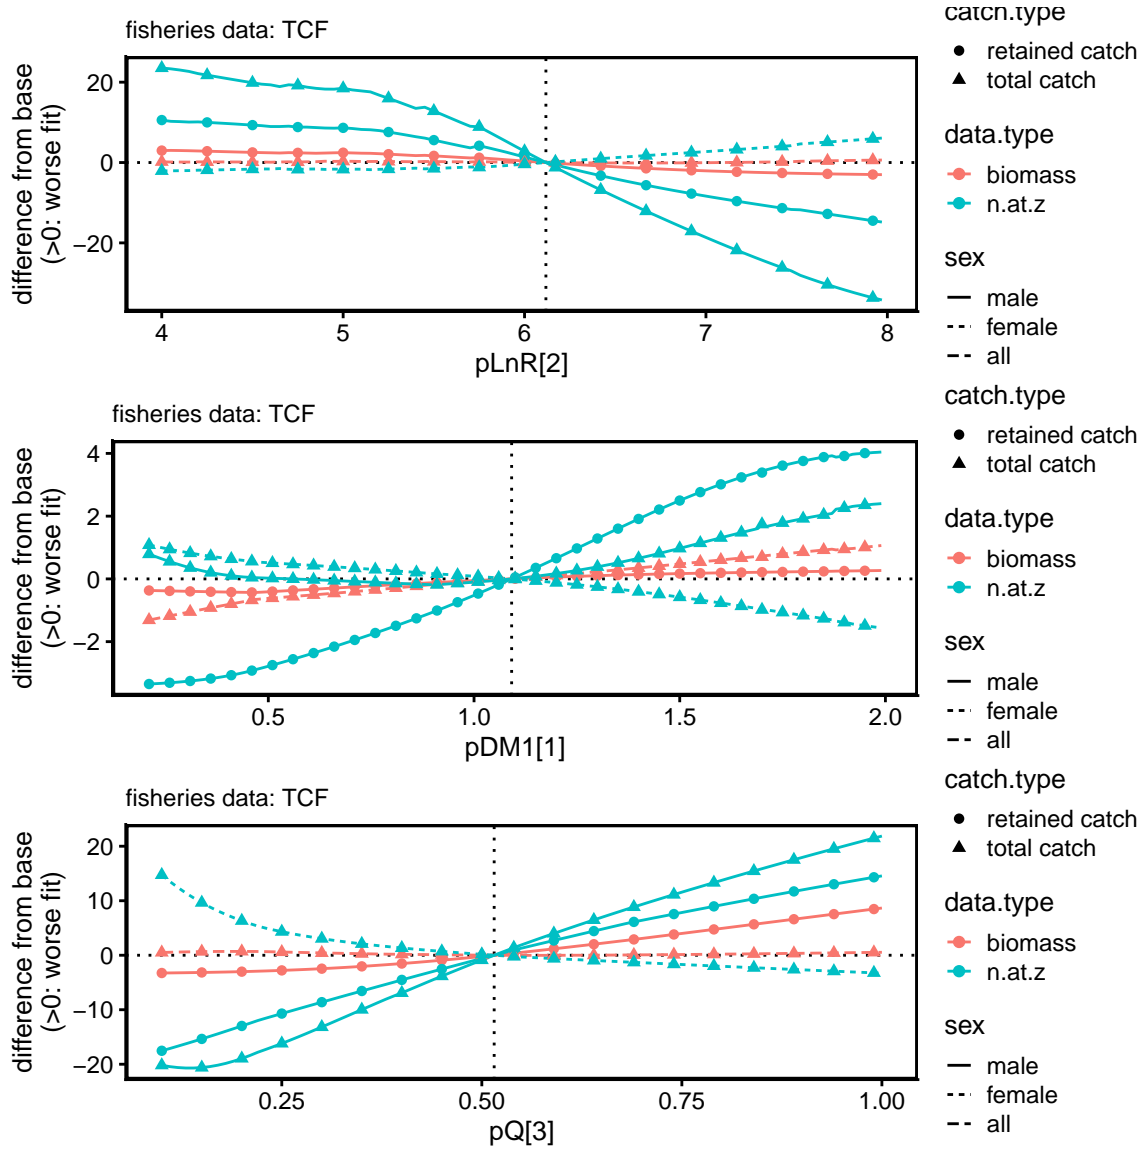 fisheries data: TCF
difference from base
(>0: worse fit)
20
0
−20
4
5
6
7
8
pLnR[2]
catch.type
retained catch
total catch
data.type
biomass
n.at.z
sex
male
female
all
fisheries data: TCF
difference from base
(>0: worse fit)
4
2
0
−2
0.5
1.0
1.5
2.0
pDM1[1]
catch.type
retained catch
total catch
data.type
biomass
n.at.z
sex
male
female
all
fisheries data: TCF
difference from base
(>0: worse fit)
20
10
0
−10
−20
0.25
0.50
0.75
1.00
pQ[3]
catch.type
retained catch
total catch
data.type
biomass
n.at.z
sex
male
female
all